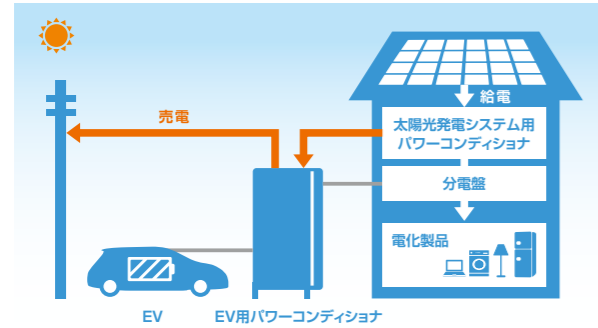 売電
給電
太陽光発電システム用
パワーコンディショナ
分電盤
電化製品
EV
EV用パワーコンディショナ